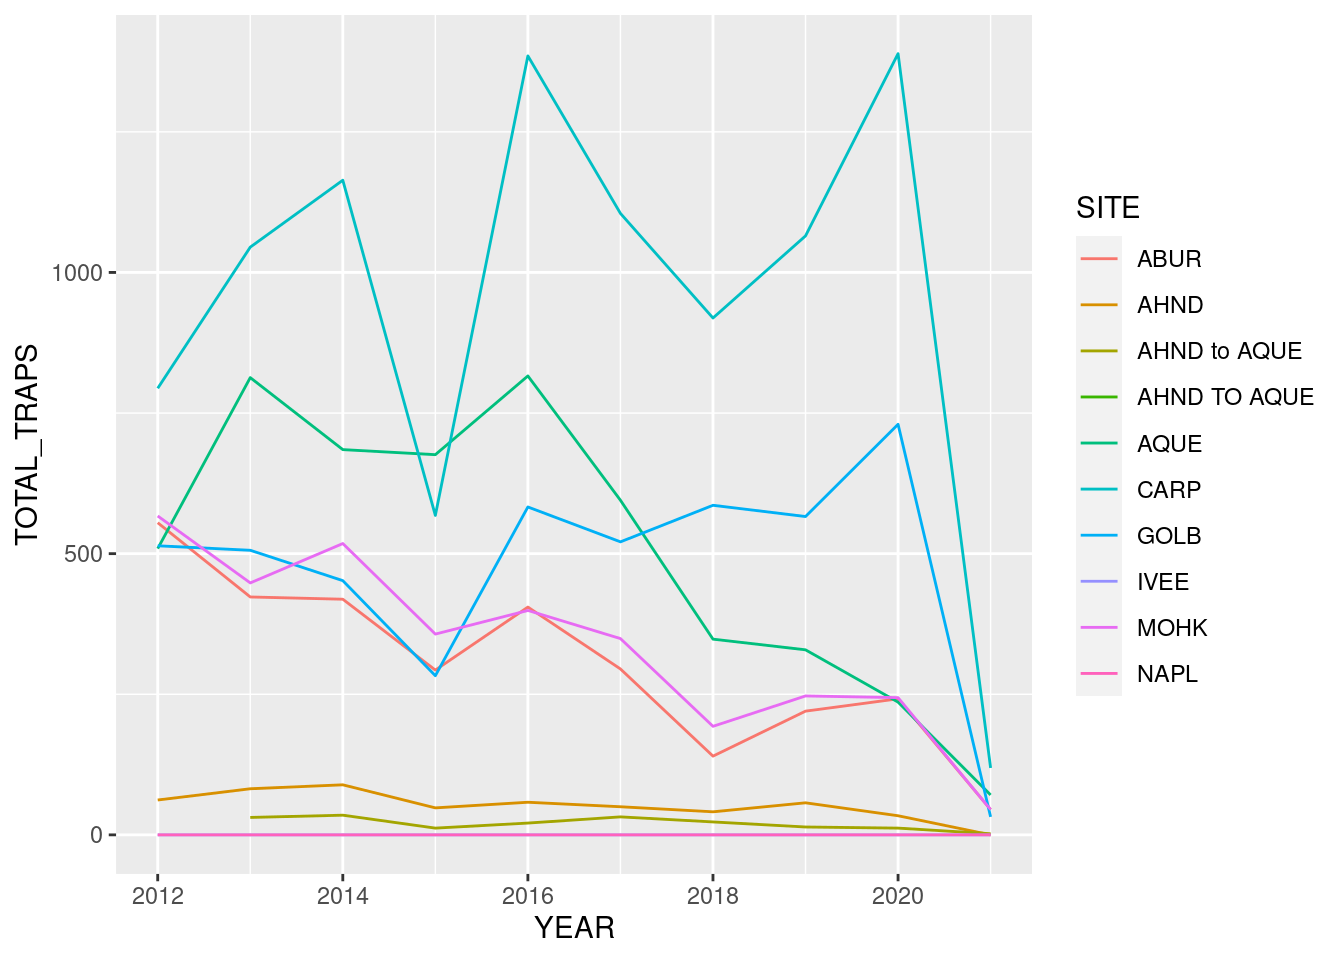 TOTAL_TRAPS
1000
500
0
2012 2014 2016 2018 2020
YEAR
SITE
ABUR
AHND
AHND to AQUE
AHND TO AQUE
AQUE
CARP
GOLB
IVEE
MOHK
NAPL